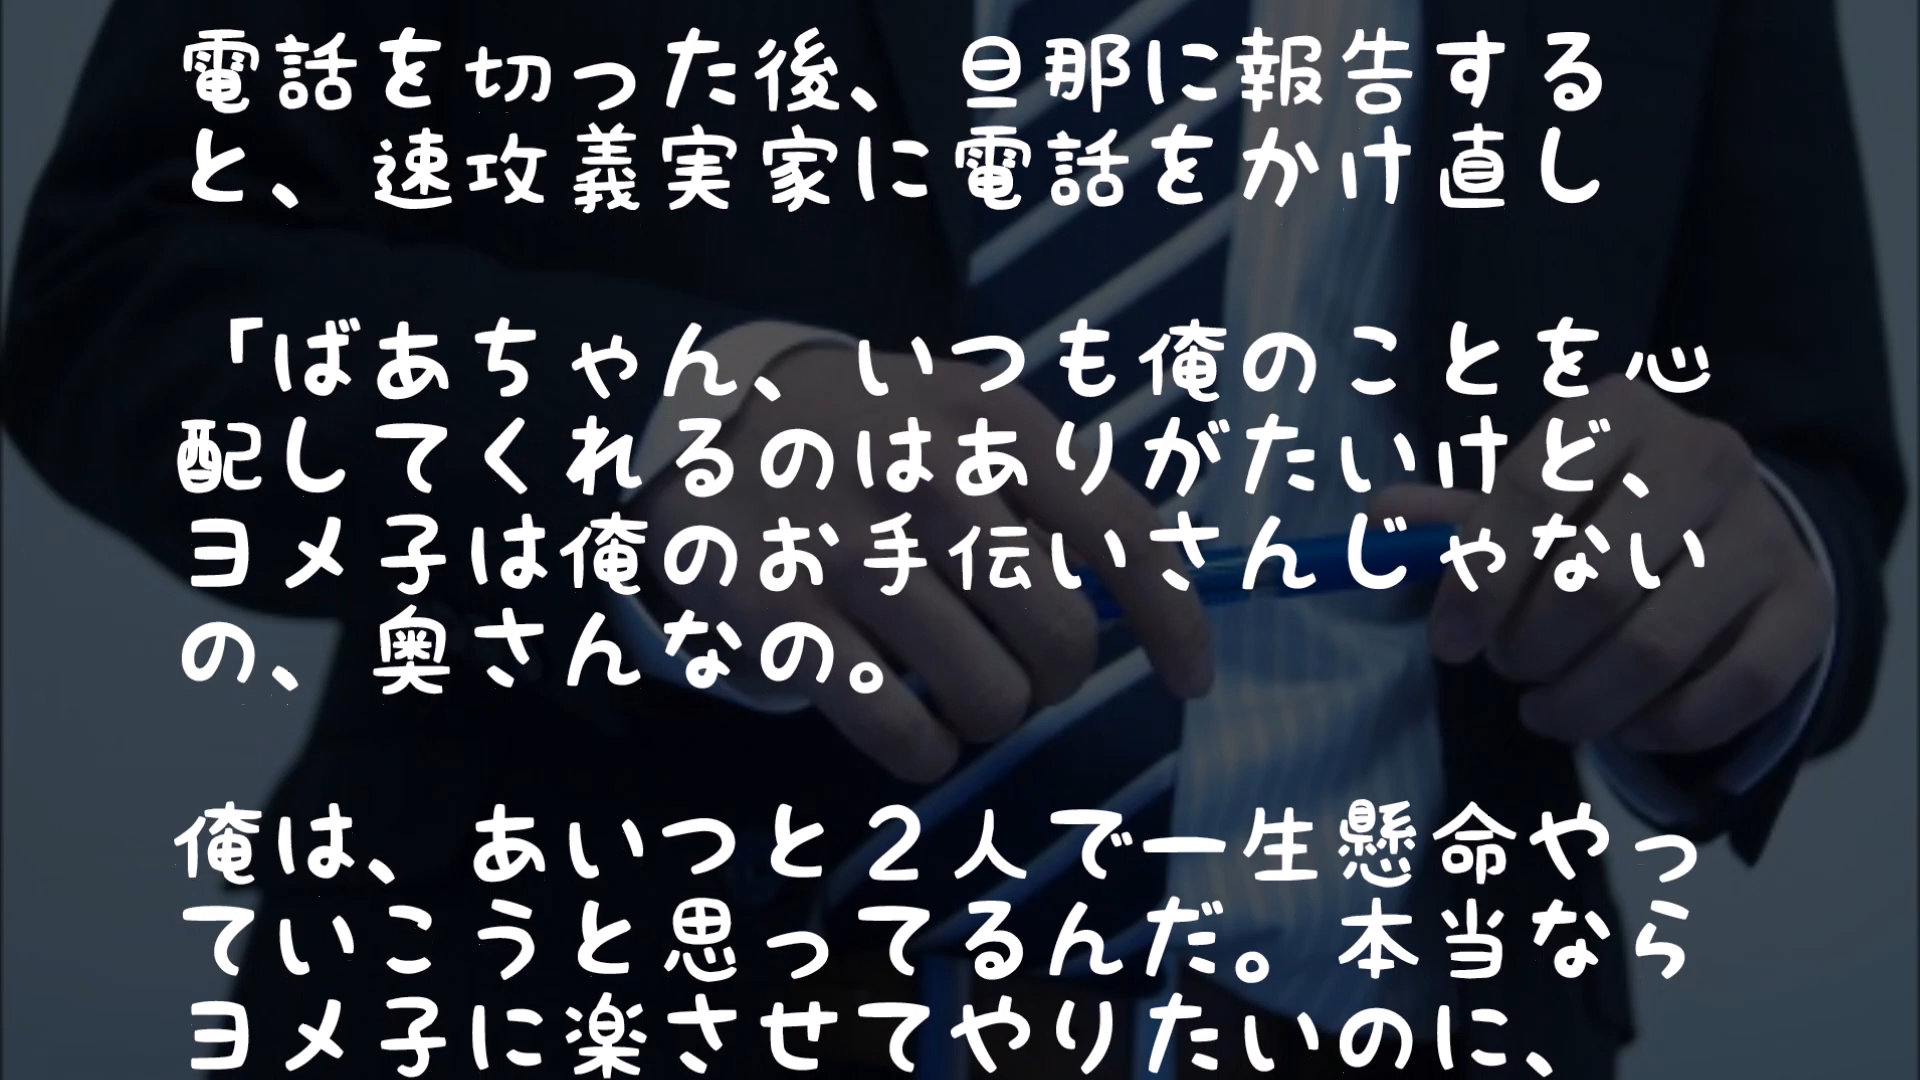 電話を切った後、旦那に報告する
と、速攻義実家に電話をかけ直し
「ばあちゃん、いつも俺のことを心
配してくれるのはありがたいけど、
ヨメ子は俺のお手伝いさんじゃない
の、奥さんなの。
俺は、あいつと２人で一生懸命やっ
ていこうと思ってるんだ。本当なら
ヨメ子に楽させてやりたいのに、